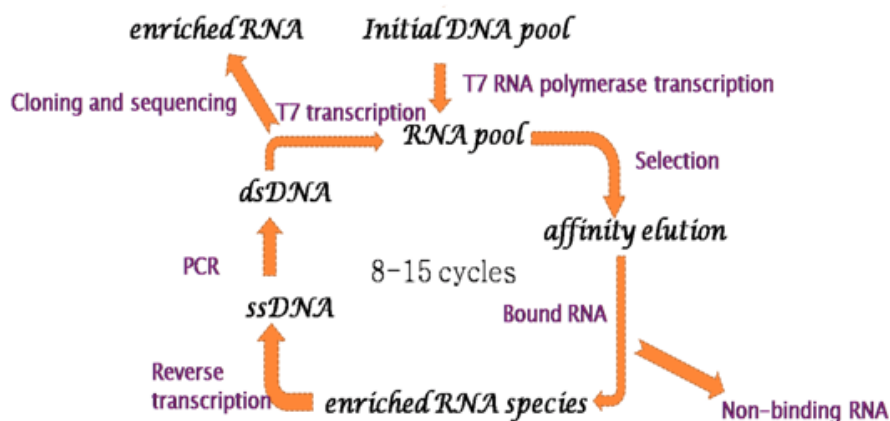 enriched RNA
Initial DNA pool
Cloning and sequencing
T7 transcription
T7 RNA polymerase transcription
RNA pool
Selection
dsDNA
affinity elution
PCR
8-15 cycles
ssDNA
Bound RNA
Reverse
transcription
enriched RNA species
Non-binding RNA